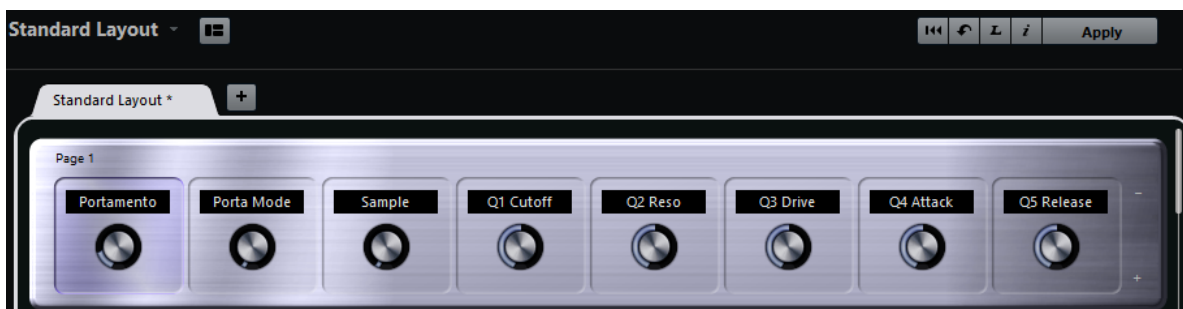 Standard Layout
L i Apply
Standard Layout *
Page 1
Portamento Porta Mode Sample Q1 Cutoff Q2 Reso Q3 Drive Q4 Attack Q5 Release